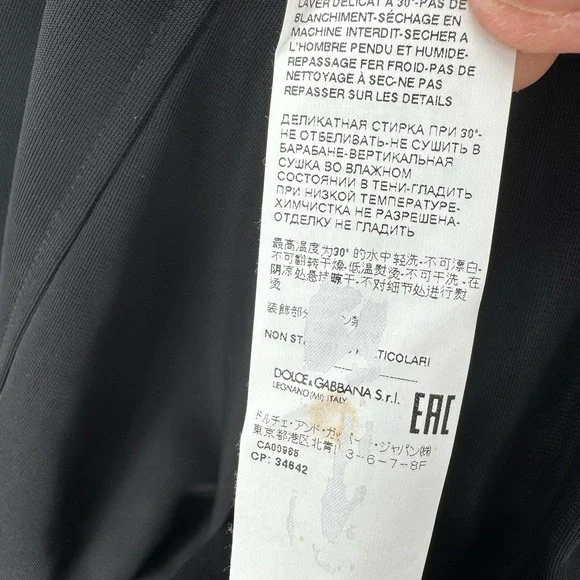 LAVER DÉLICAT À 30°-PAS DE
BLANCHIMENT-SÉCHAGE EN
MACHINE INTERDIT-SECHER A
L'HOMBRE PENDU ET HUMIDE-
REPASSAGE FER FROID-PAS DE
NETTOYAGE À SEC-NE PAS
REPASSER SUR LES DETAILS
ДЕЛИКАТНАЯ СТИРКА ПРИ 30°-
НЕ ОТБЕЛИВАТЬ-НЕ СУШИТЬ В
БАРАБАНЕ-ВЕРТИКАЛЬНАЯ
СУШКА ВО ВЛАЖНОМ
СОСТОЯНИИ В ТЕНИ-ГЛАДИТЬ
ПРИ НИЗКОЙ ТЕМПЕРАТУРЕ-
ХИМЧИСТКА НЕ РАЗРЕШЕНА-
ОТДЕЛКУ НЕ ГЛАДИТЬ
最高温度为30°的水中轻洗-不可漂白-
不可翻转干燥-低温熨烫-不可干洗-在
阴凉处悬挂晾干-不对细节处进行熨
烫
装飾部分
NON ST TICOLARI
DOLCE & GABBANA S.r.l.
LEGNANO (MI) ITALY
EAC
ドルチェ・アンド・ガッバーナ・ジャパン㈱
東京都港区北青 3-6-7-8F
CA00965
CP: 34842